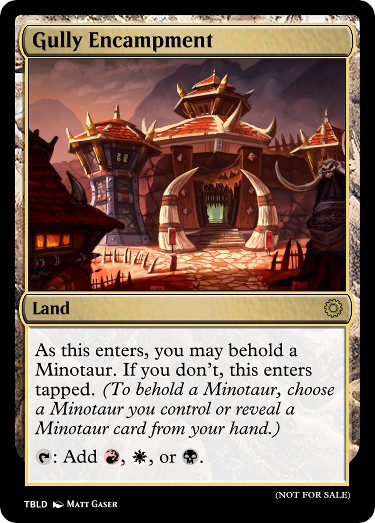 Gully Encampment
Land
As this enters, you may behold a
Minotaur. If you don't, this enters
tapped. (To behold a Minotaur, choose
a Minotaur you control or reveal a
Minotaur card from your hand.)
: Add , , or .
(NOT FOR SALE)
TBLD Matt Gaser